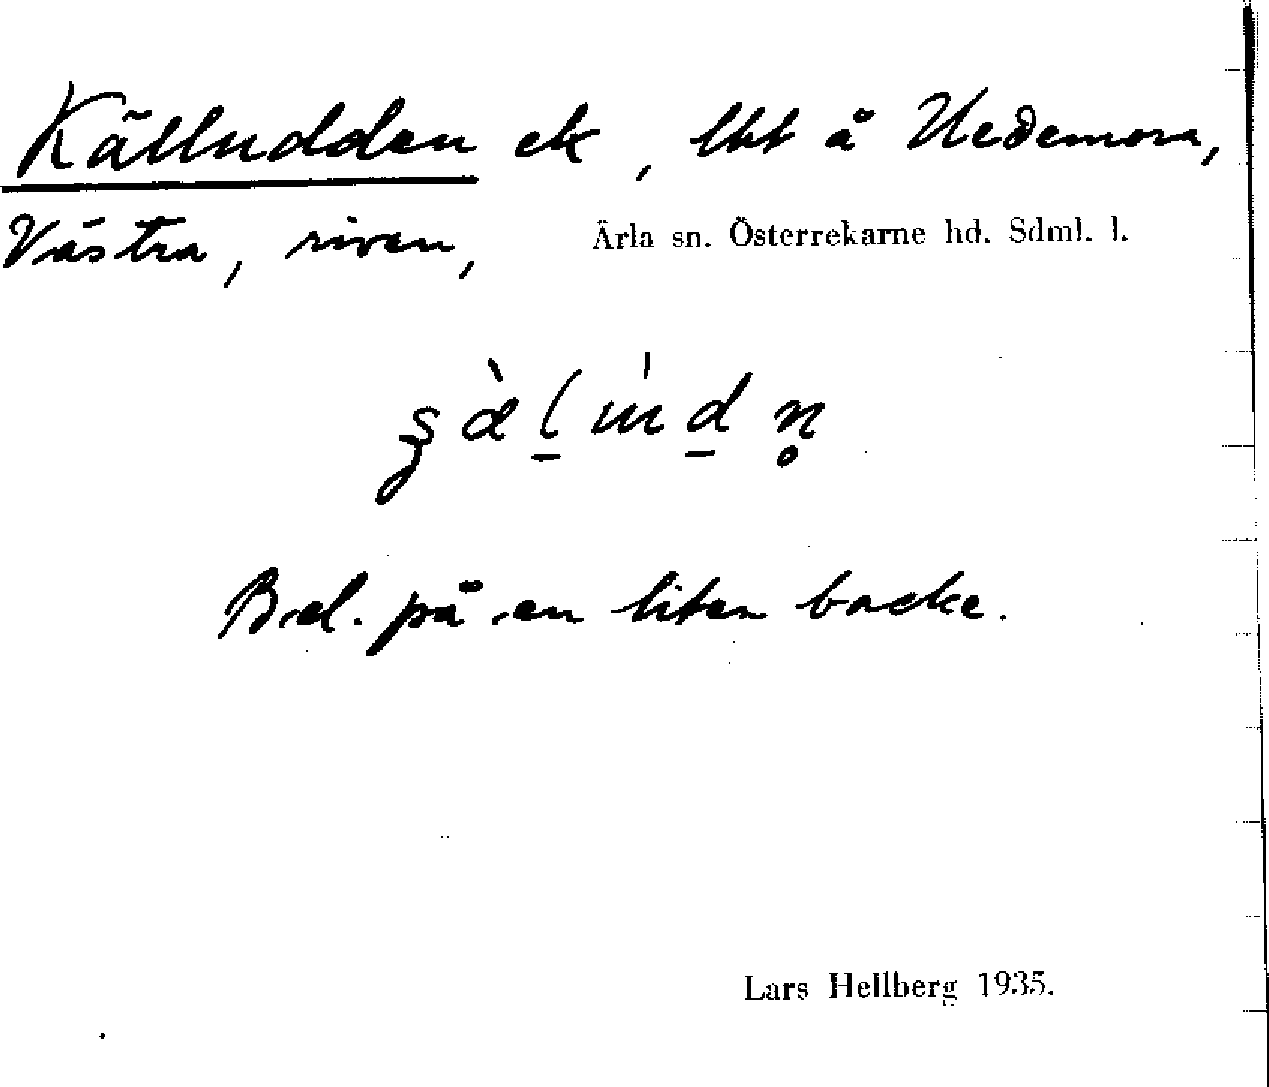 Källudden ek, lht å Hedemora,
Västra, riven, Ärla sn. Österrekarne hd. Sdml. l.
Bel. på en liten backe.
Lars Hellberg 1935.